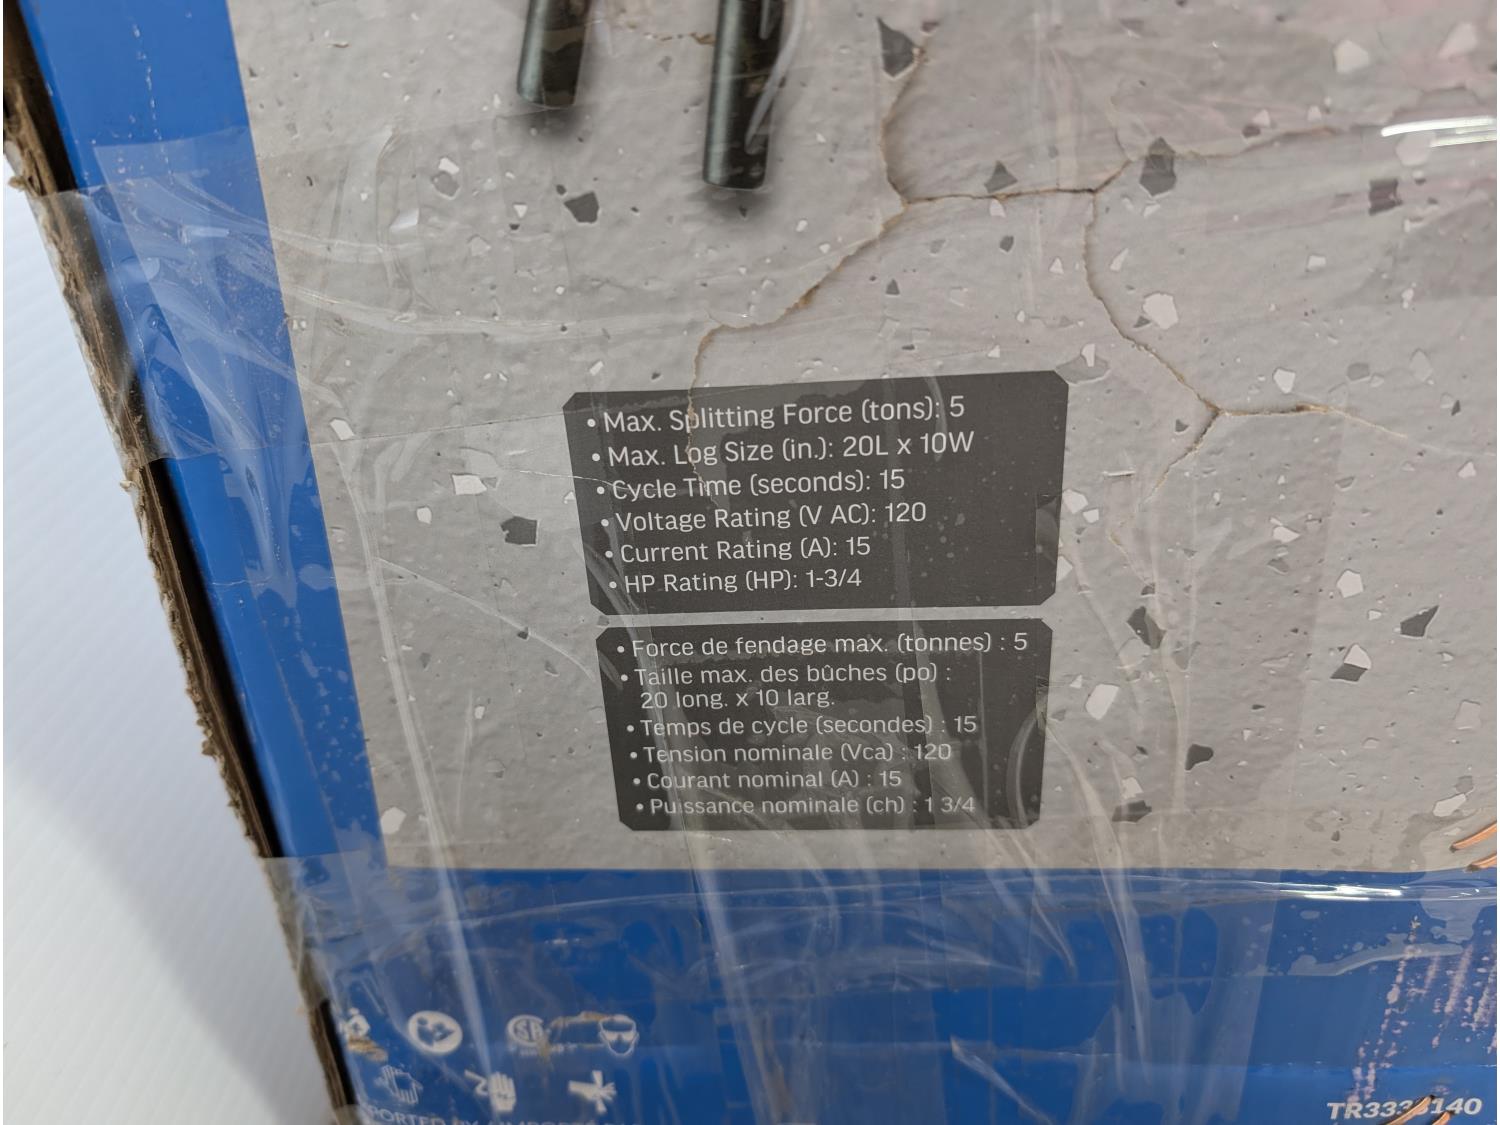 • Max. Splitting Force (tons): 5
• Max. Log Size (in.): 20L x 10W
• Cycle Time (seconds): 15
• Voltage Rating (V AC): 120
• Current Rating (A): 15
• HP Rating (HP): 1-3/4
• Force de fendage max. (tonnes) : 5
• Taille max. des bûches (po) :
20 long. x 10 larg.
• Temps de cycle (secondes) : 15
• Tension nominale (Vca) : 120
• Courant nominal (A) : 15
• Puissance nominale (ch) : 1 3/4